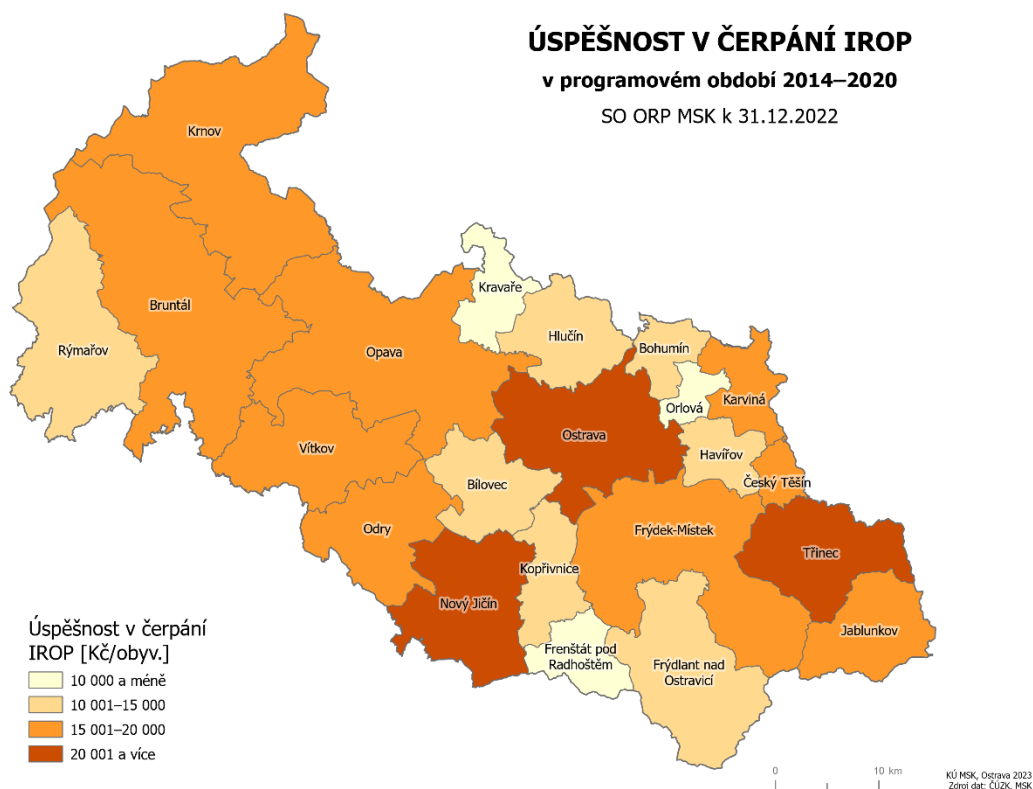 ÚSPĚŠNOST V ČERPÁNÍ IROP
v programovém období 2014–2020
SO ORP MSK k 31.12.2022
Krnov
Bruntál
Rýmařov
Kravaře
Hlučín
Bohumín
Opava
Orlová
Karviná
Ostrava
Havířov
Vítkov
Český Těšín
Bílovec
Odry
Frýdek-Místek
Třinec
Kopřivnice
Nový Jičín
Jablunkov
Frenštát pod
Radhoštěm
Frýdlant nad
Ostravicí
Úspěšnost v čerpání
IROP [Kč/obyv.]
10 000 a méně
10 001–15 000
15 001–20 000
20 001 a více
0 10 km
KÚ MSK, Ostrava 2023
Zdroj dat: ČÚZK, MSK